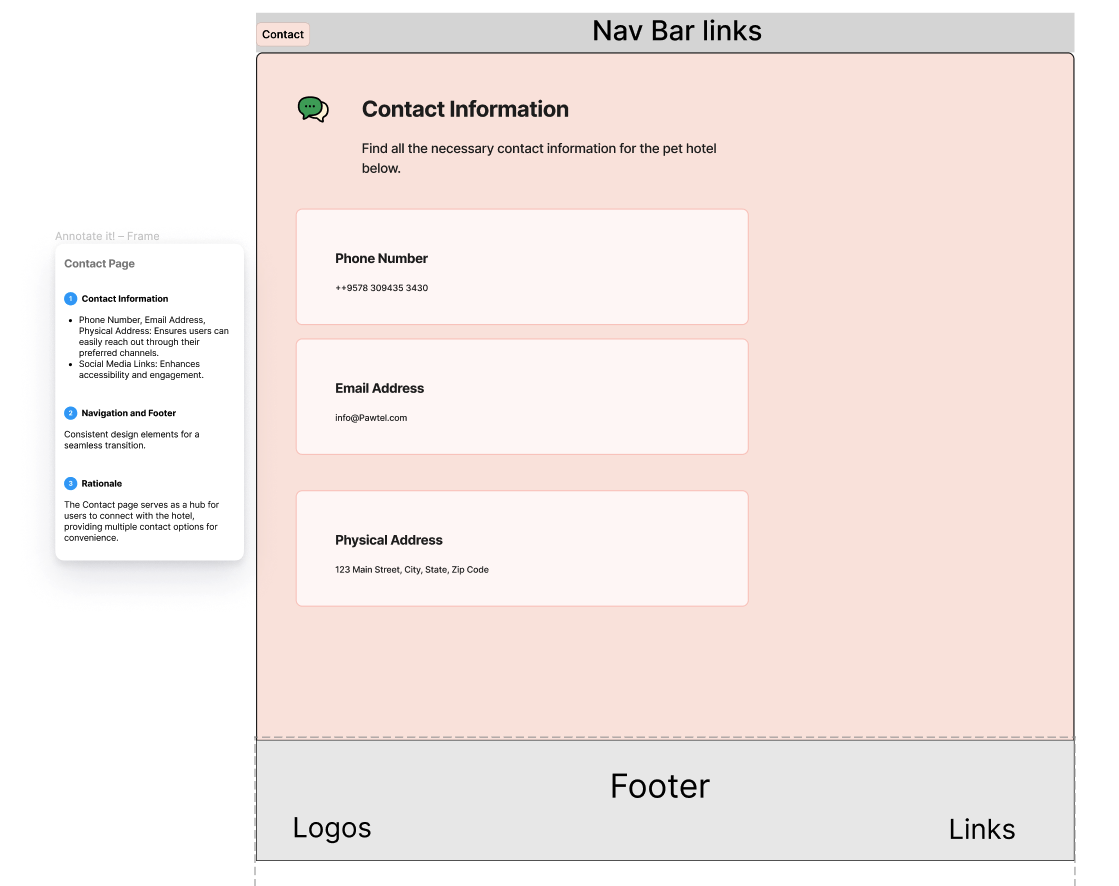 Nav Bar links
Contact
Contact Information
Find all the necessary contact information for the pet hotel
below.
Phone Number
++9578 309435 3430
Email Address
info@Pawtel.com
Physical Address
123 Main Street, City, State, Zip Code
Footer
Logos
Links
Annotate it! – Frame
Contact Page
1 Contact Information
• Phone Number, Email Address,
Physical Address: Ensures users can
easily reach out through their
preferred channels.
• Social Media Links: Enhances
accessibility and engagement.
2 Navigation and Footer
Consistent design elements for a
seamless transition.
3 Rationale
The Contact page serves as a hub for
users to connect with the hotel,
providing multiple contact options for
convenience.